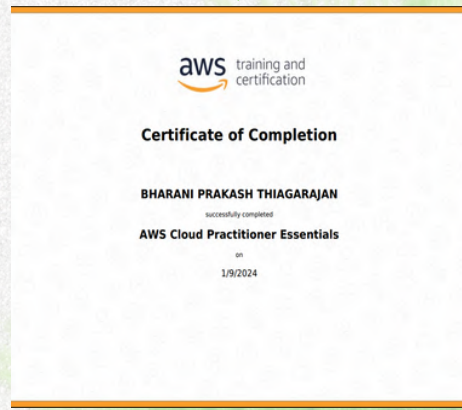 aws training and
certification
Certificate of Completion
BHARANI PRAKASH THIAGARAJAN
successfully completed
AWS Cloud Practitioner Essentials
on
1/9/2024